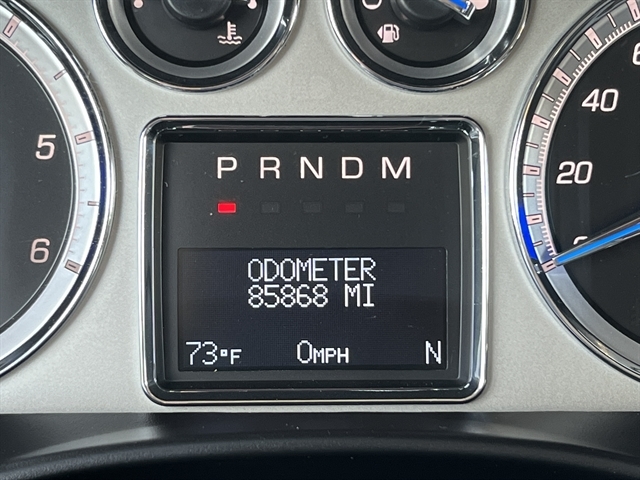 5
6
P R N D M
ODOMETER
85868 MI
73°F 0MPH N
40
20